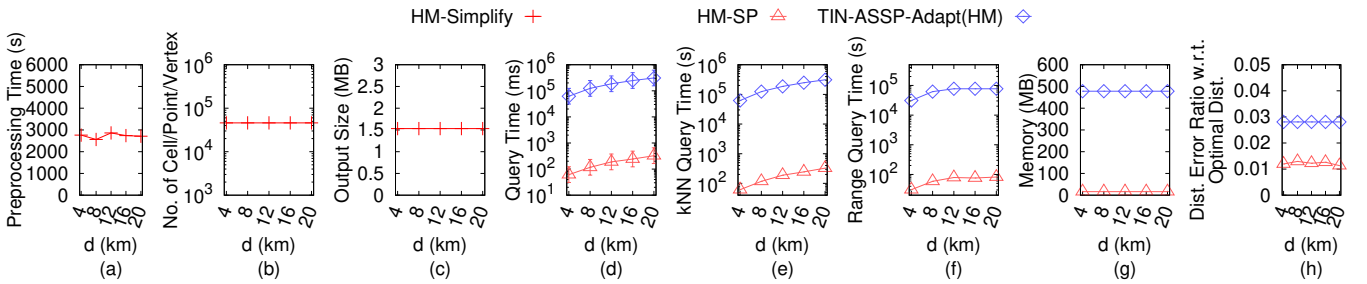 HM-Simplify HM-SP TIN-ASSP-Adapt(HM)
Preprocessing Time (s)
6000
5000
4000
3000
2000
1000
0
4 8 12 16 20
d (km)
(a)
No. of Cell/Point/Vertex
10^6
10^5
10^4
10^3
4 8 12 16 20
d (km)
(b)
Output Size (MB)
3
2.5
2
1.5
1
0.5
0
4 8 12 16 20
d (km)
(c)
Query Time (ms)
10^6
10^5
10^4
10^3
10^2
10^1
4 8 12 16 20
d (km)
(d)
kNN Query Time (s)
10^6
10^5
10^4
10^3
10^2
4 8 12 16 20
d (km)
(e)
Range Query Time (s)
10^5
10^4
10^3
10^2
4 8 12 16 20
d (km)
(f)
Memory (MB)
600
500
400
300
200
100
0
4 8 12 16 20
d (km)
(g)
Dist. Error Ratio w.r.t.
Optimal Dist.
0.05
0.04
0.03
0.02
0.01
0
4 8 12 16 20
d (km)
(h)